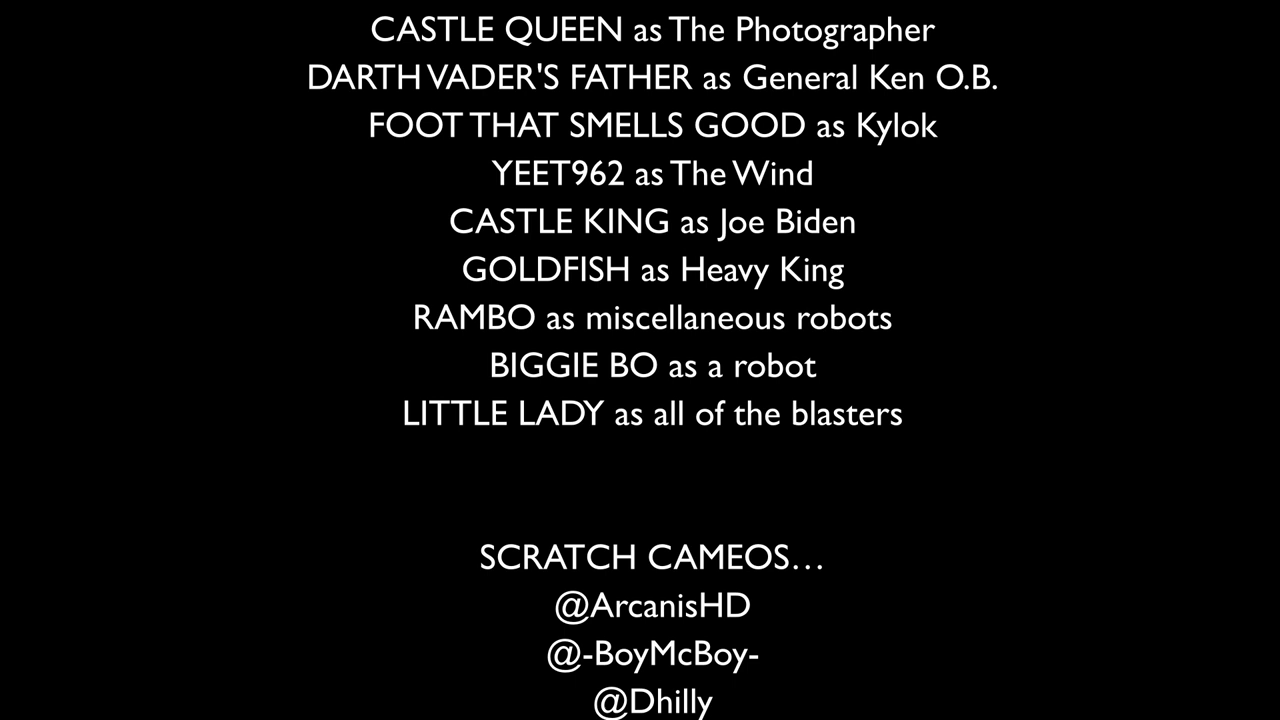 CASTLE QUEEN as The Photographer
DARTH VADER'S FATHER as General Ken O.B.
FOOT THAT SMELLS GOOD as Kylok
YEET962 as The Wind
CASTLE KING as Joe Biden
GOLDFISH as Heavy King
RAMBO as miscellaneous robots
BIGGIE BO as a robot
LITTLE LADY as all of the blasters
SCRATCH CAMEOS…
@ArcanisHD
@-BoyMcBoy-
@Dhilly